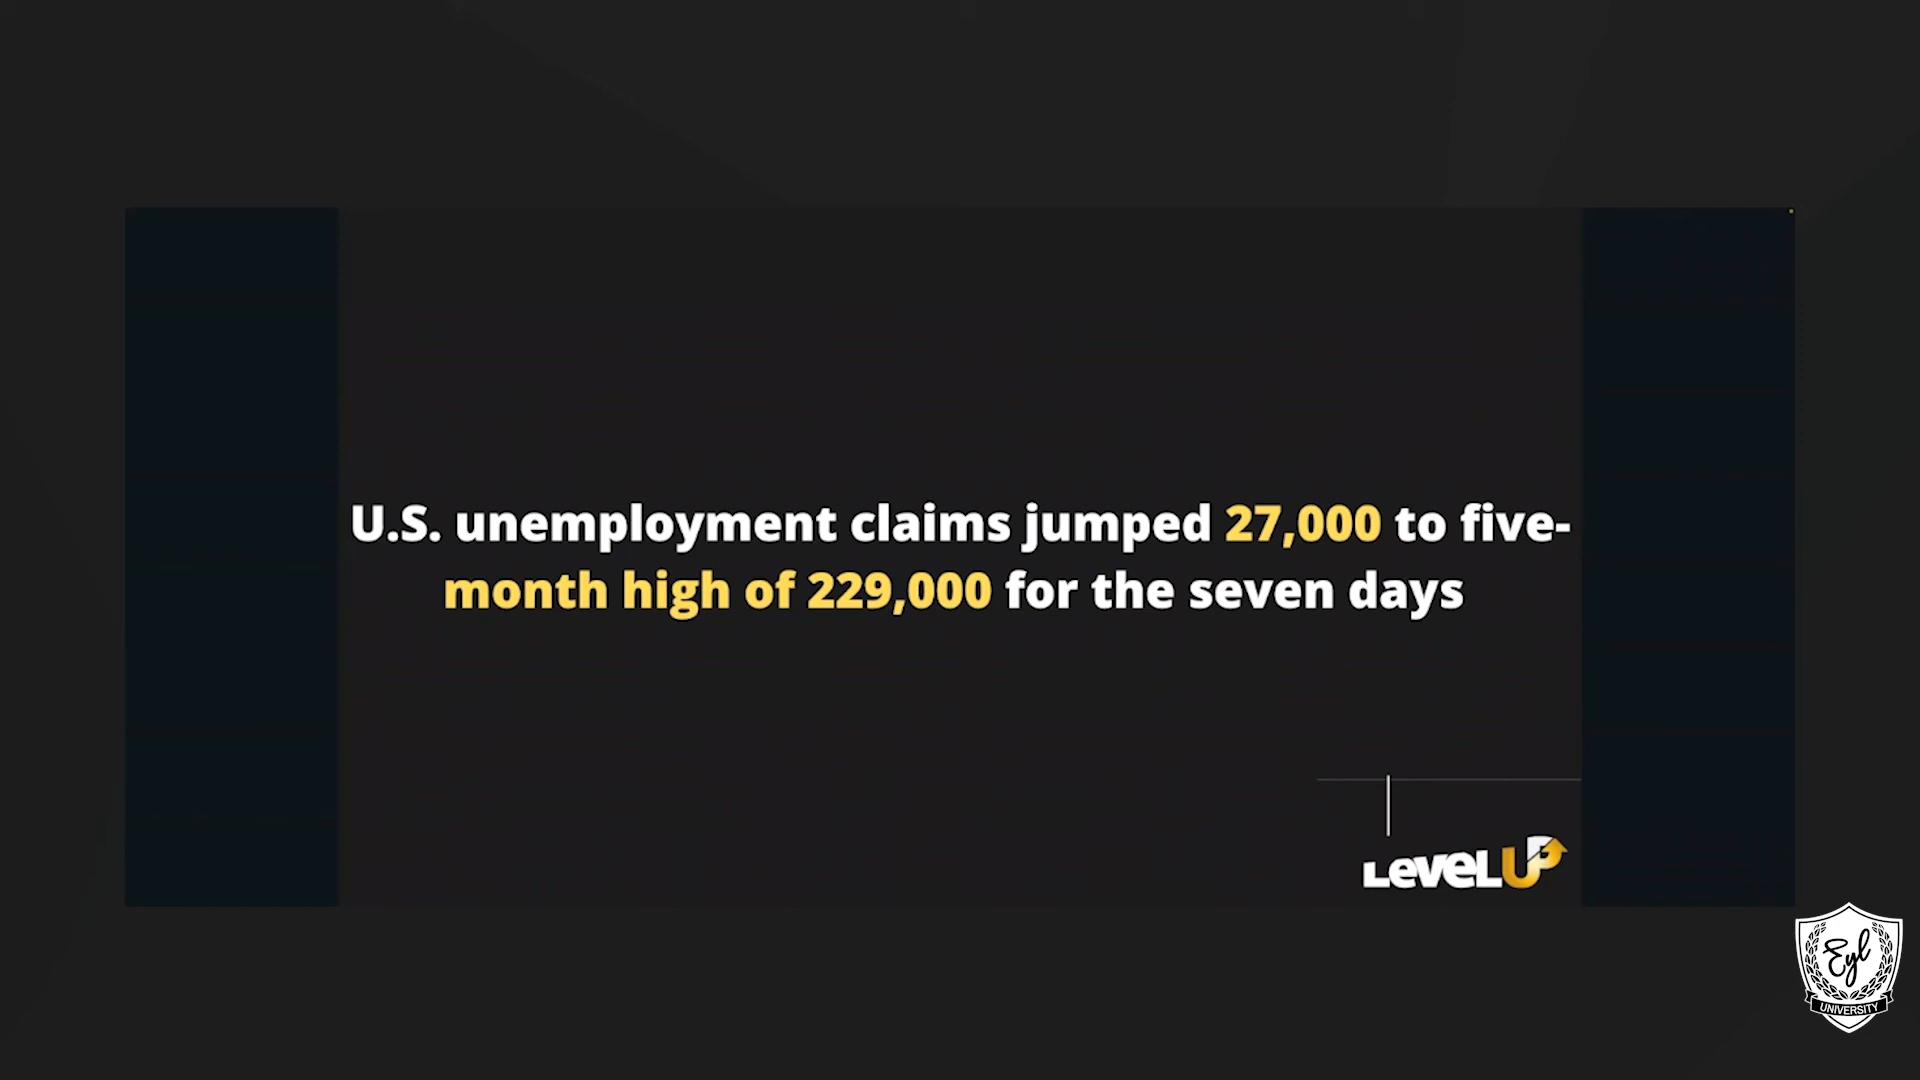 U.S. unemployment claims jumped 27,000 to five-
month high of 229,000 for the seven days
LeveLUP
Eyl
UNIVERSITY